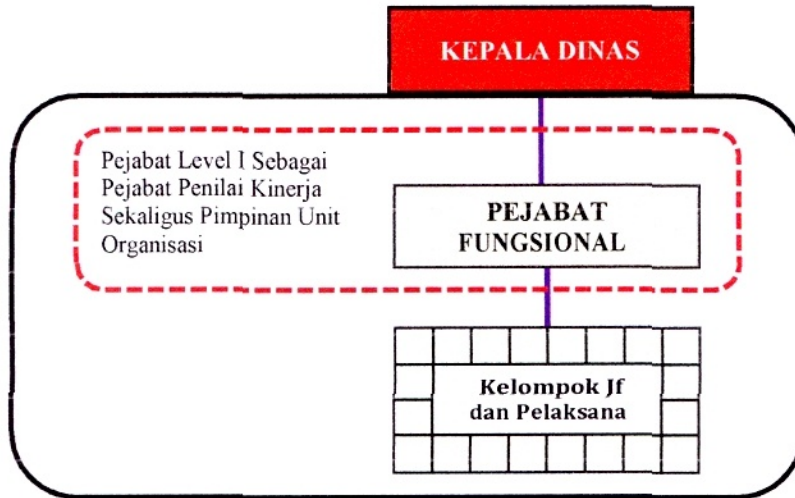 KEPALA DINAS
Pejabat Level I Sebagai
Pejabat Penilai Kinerja
Sekaligus Pimpinan Unit
Organisasi
PEJABAT
FUNGSIONAL
Kelompok Jf
dan Pelaksana